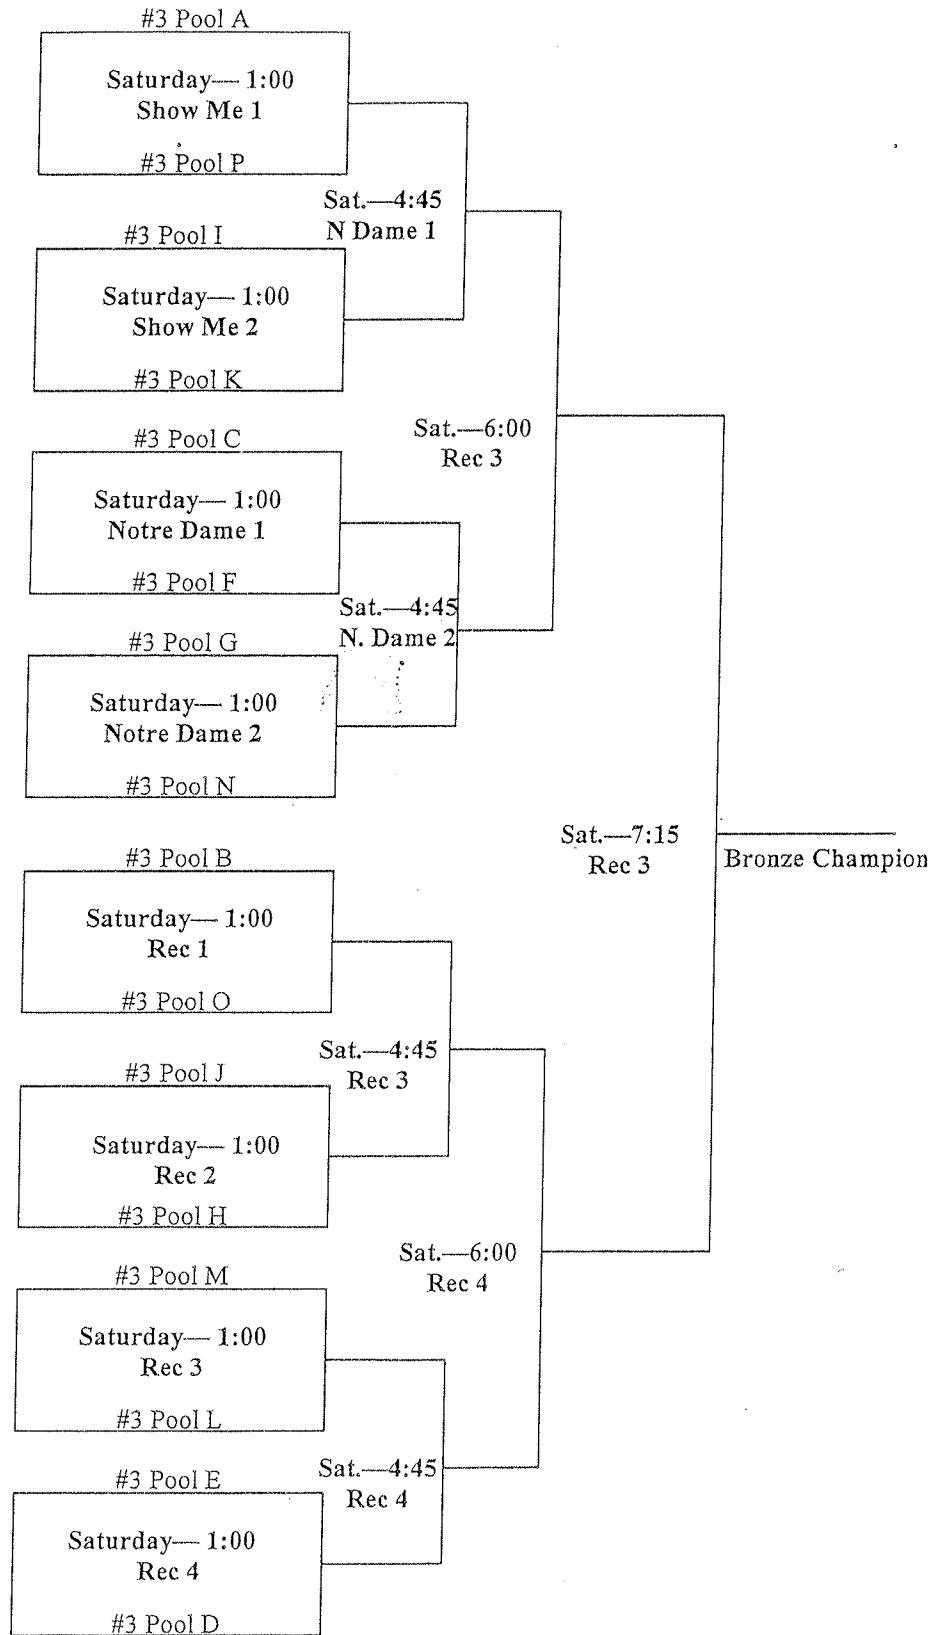 #3 Pool A
Saturday— 1:00
Show Me 1
#3 Pool P
Sat.—4:45
N Dame 1
#3 Pool I
Saturday— 1:00
Show Me 2
#3 Pool K
Sat.—6:00
Rec 3
#3 Pool C
Saturday— 1:00
Notre Dame 1
#3 Pool F
Sat.—4:45
N. Dame 2
#3 Pool G
Saturday— 1:00
Notre Dame 2
#3 Pool N
Sat.—7:15
Rec 3
Bronze Champion
#3 Pool B
Saturday— 1:00
Rec 1
#3 Pool O
Sat.—4:45
Rec 3
#3 Pool J
Saturday— 1:00
Rec 2
#3 Pool H
Sat.—6:00
Rec 4
#3 Pool M
Saturday— 1:00
Rec 3
#3 Pool L
Sat.—4:45
Rec 4
#3 Pool E
Saturday— 1:00
Rec 4
#3 Pool D